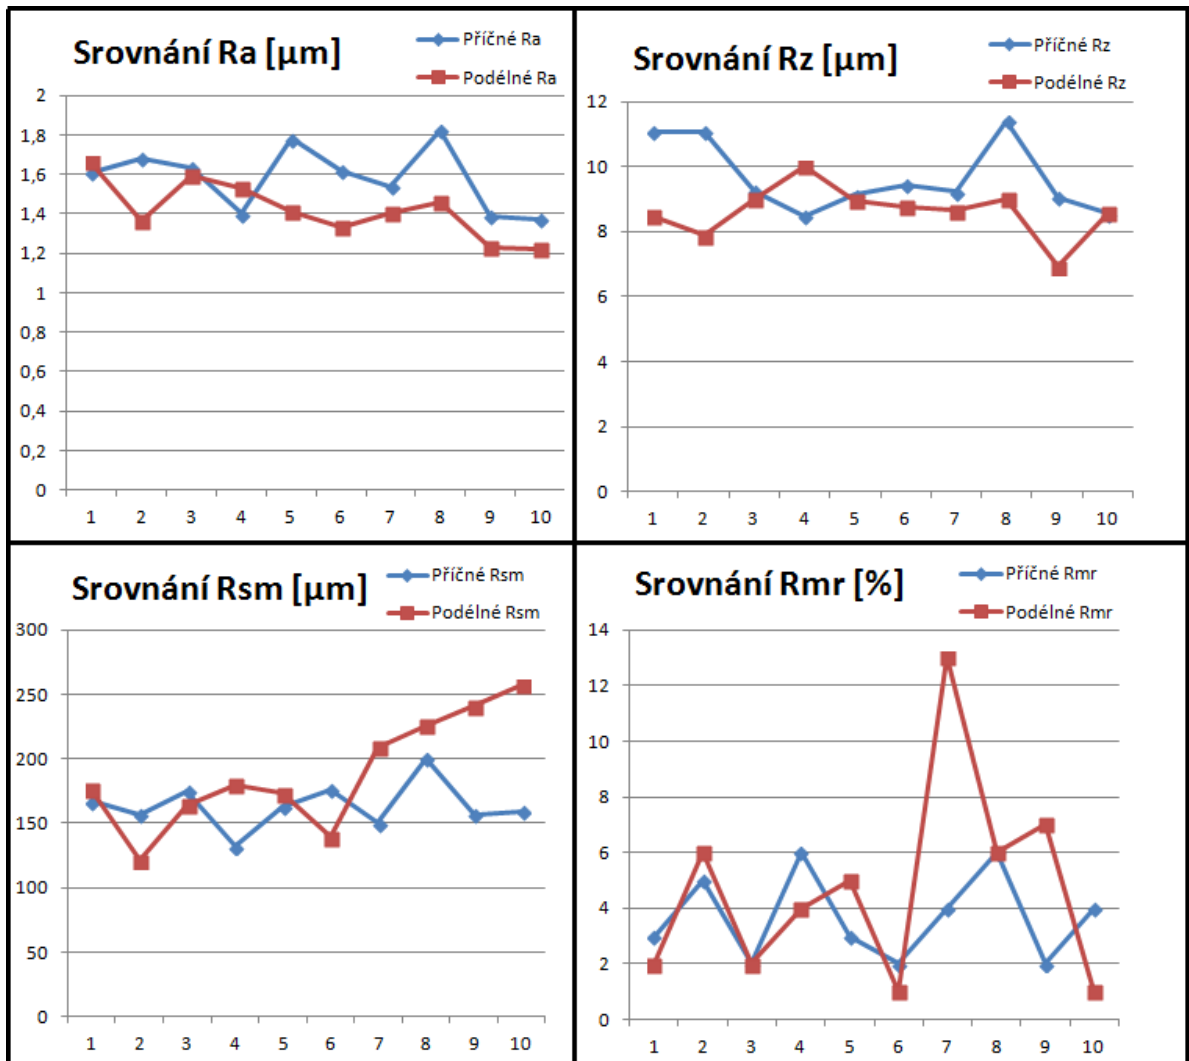 Srovnání Ra [µm]
Příčné Ra
Podélné Ra
2
1,8
1,6
1,4
1,2
1
0,8
0,6
0,4
0,2
0
1 2 3 4 5 6 7 8 9 10
Srovnání Rz [µm]
Příčné Rz
Podélné Rz
12
10
8
6
4
2
0
1 2 3 4 5 6 7 8 9 10
Srovnání Rsm [µm]
Příčné Rsm
Podélné Rsm
300
250
200
150
100
50
0
1 2 3 4 5 6 7 8 9 10
Srovnání Rmr [%]
Příčné Rmr
Podélné Rmr
14
12
10
8
6
4
2
0
1 2 3 4 5 6 7 8 9 10